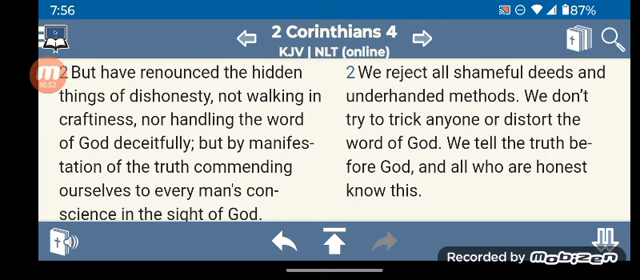 7:56
87%
2 Corinthians 4
KJV | NLT (online)
16:52
2 But have renounced the hidden
things of dishonesty, not walking in
craftiness, nor handling the word
of God deceitfully; but by manifes-
tation of the truth commending
ourselves to every man's con-
science in the sight of God.
2 We reject all shameful deeds and
underhanded methods. We don't
try to trick anyone or distort the
word of God. We tell the truth be-
fore God, and all who are honest
know this.
Recorded by mobizen